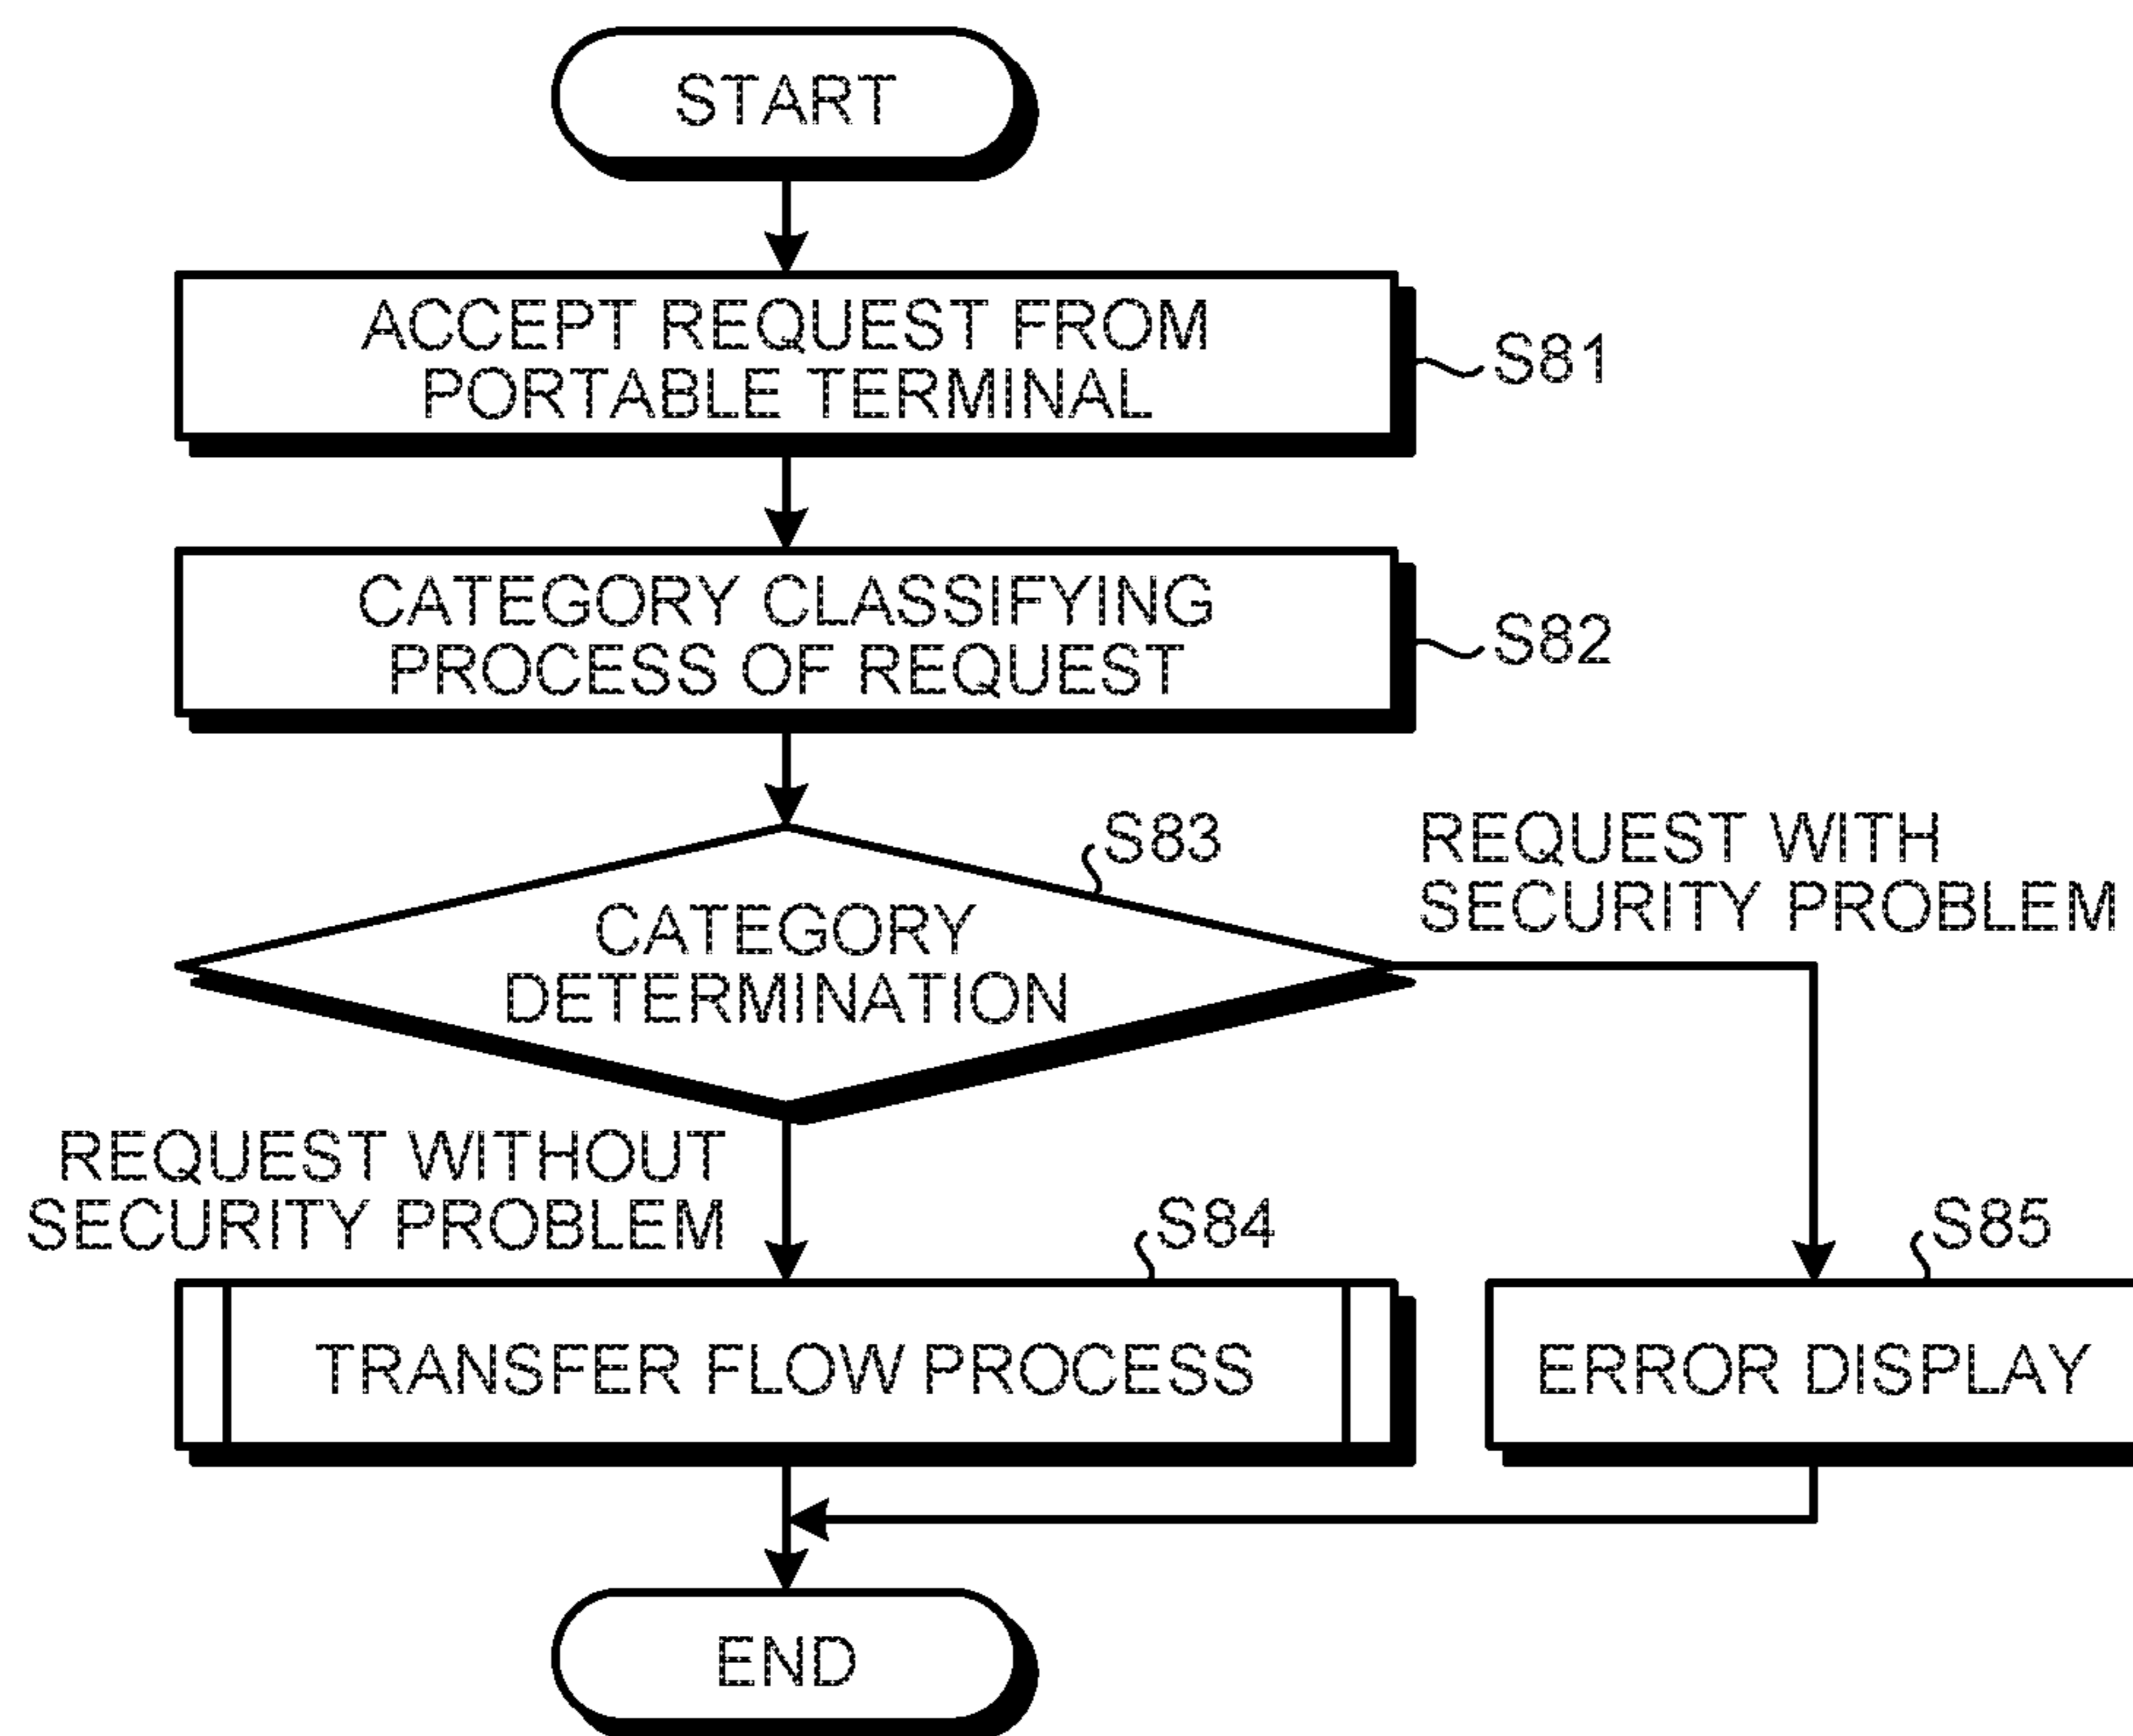 START
ACCEPT REQUEST FROM
PORTABLE TERMINAL
S81
CATEGORY CLASSIFYING
PROCESS OF REQUEST
S82
S83
CATEGORY
DETERMINATION
REQUEST WITH
SECURITY PROBLEM
REQUEST WITHOUT
SECURITY PROBLEM
S84
TRANSFER FLOW PROCESS
S85
ERROR DISPLAY
END